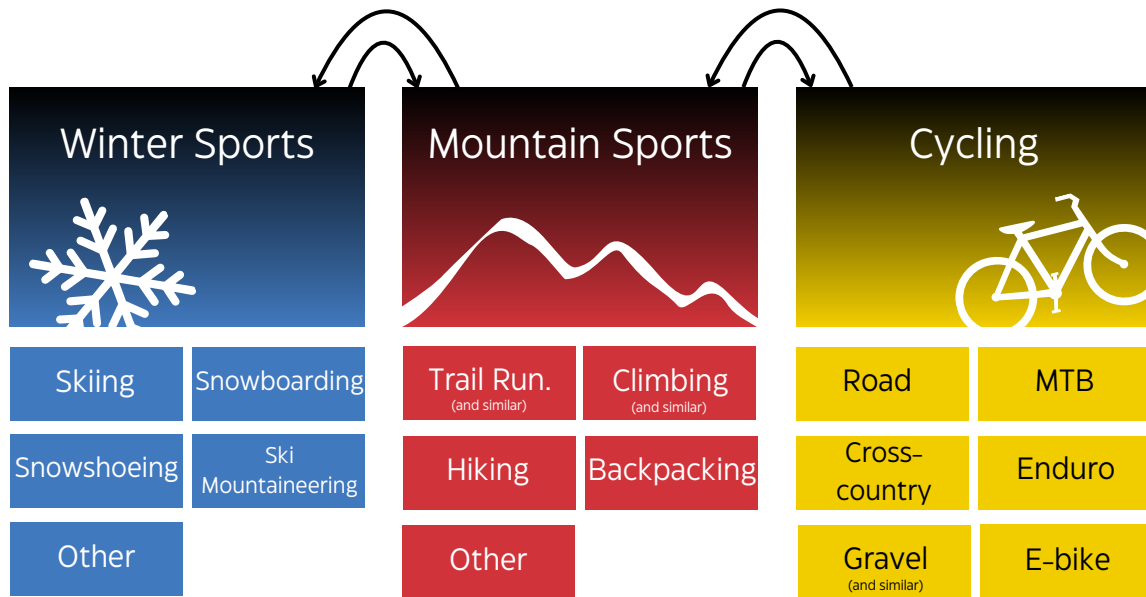 Winter Sports
Mountain Sports
Cycling
Skiing
Snowboarding
Snowshoeing
Ski
Mountaineering
Other
Trail Run.
(and similar)
Climbing
(and similar)
Hiking
Backpacking
Other
Road
MTB
Cross-
country
Enduro
Gravel
(and similar)
E-bike